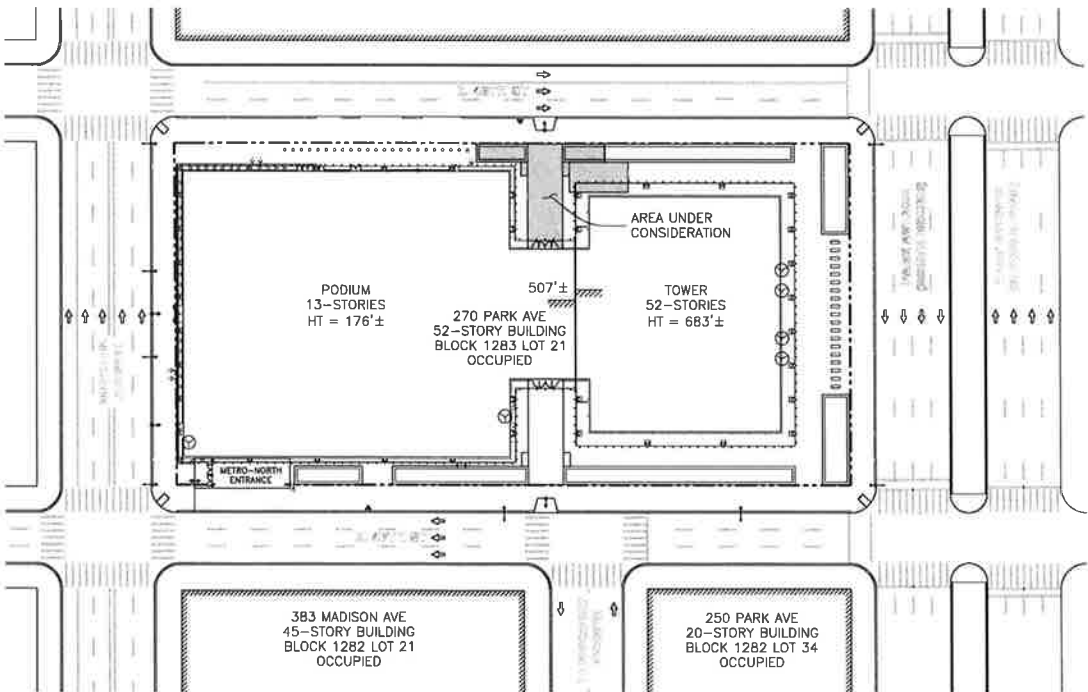 AREA UNDER
CONSIDERATION
PODIUM
13-STORIES
HT = 176'±
507'±
TOWER
52-STORIES
HT = 683'±
270 PARK AVE
52-STORY BUILDING
BLOCK 1283 LOT 21
OCCUPIED
METRO-NORTH
ENTRANCE
383 MADISON AVE
45-STORY BUILDING
BLOCK 1282 LOT 21
OCCUPIED
250 PARK AVE
20-STORY BUILDING
BLOCK 1282 LOT 34
OCCUPIED